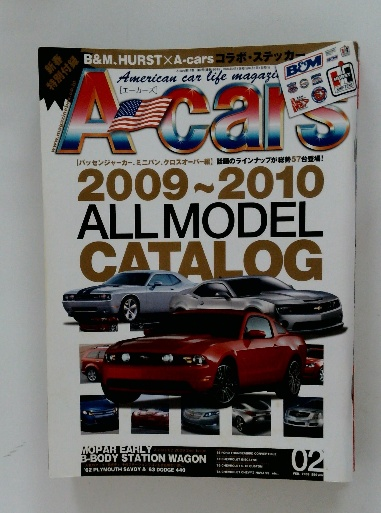 新春
特別付録
B&M、HURST×A-carsコラボ・ステッカー
American car life magazine
[エーカーズ]
B&M
A-cars
[パッセンジャーカー、ミニバン、クロスオーバー編] 話題のラインナップが総勢57台登場!
2009~2010
ALL MODEL
CATALOG
MOPAR EARLY
B-BODY STATION WAGON
'62 PLYMOUTH SAVOY & '63 DODGE 440
02